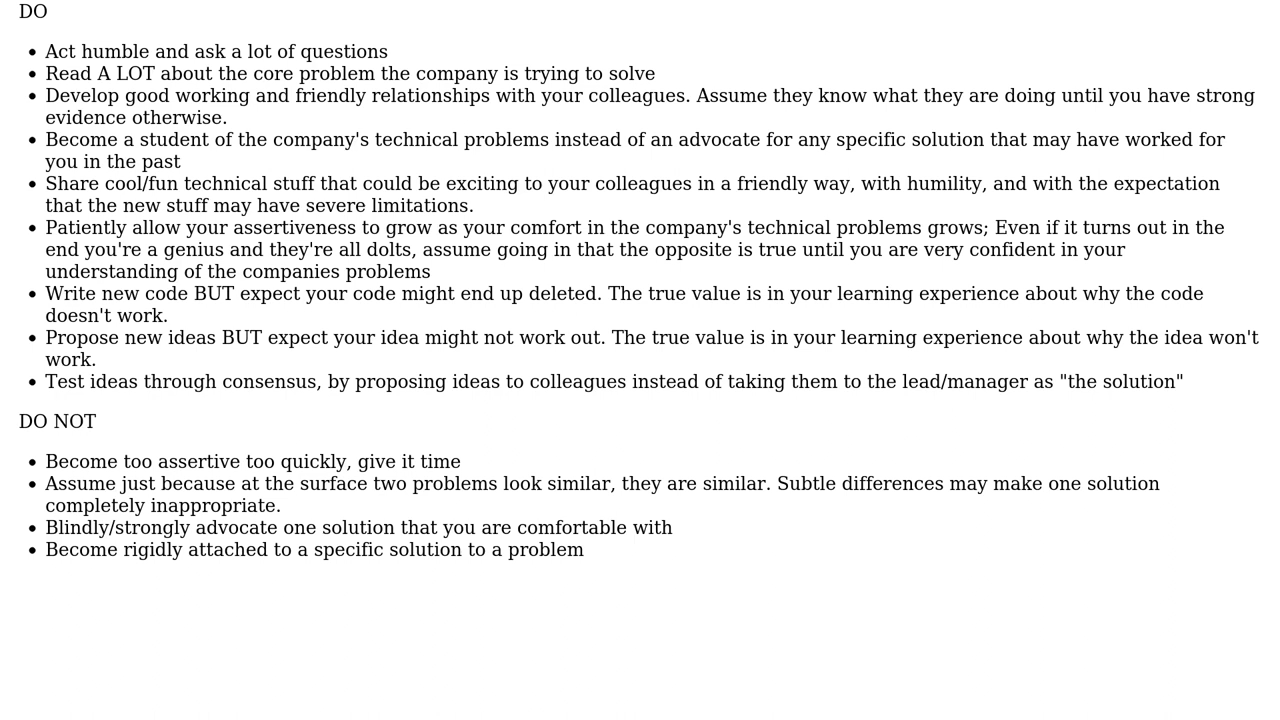 DO
• Act humble and ask a lot of questions
• Read A LOT about the core problem the company is trying to solve
• Develop good working and friendly relationships with your colleagues. Assume they know what they are doing until you have strong
evidence otherwise.
• Become a student of the company's technical problems instead of an advocate for any specific solution that may have worked for
you in the past
• Share cool/fun technical stuff that could be exciting to your colleagues in a friendly way, with humility, and with the expectation
that the new stuff may have severe limitations.
• Patiently allow your assertiveness to grow as your comfort in the company's technical problems grows; Even if it turns out in the
end you're a genius and they're all dolts, assume going in that the opposite is true until you are very confident in your
understanding of the companies problems
• Write new code BUT expect your code might end up deleted. The true value is in your learning experience about why the code
doesn't work.
• Propose new ideas BUT expect your idea might not work out. The true value is in your learning experience about why the idea won't
work.
• Test ideas through consensus, by proposing ideas to colleagues instead of taking them to the lead/manager as "the solution"
DO NOT
• Become too assertive too quickly, give it time
• Assume just because at the surface two problems look similar, they are similar. Subtle differences may make one solution
completely inappropriate.
• Blindly/strongly advocate one solution that you are comfortable with
• Become rigidly attached to a specific solution to a problem